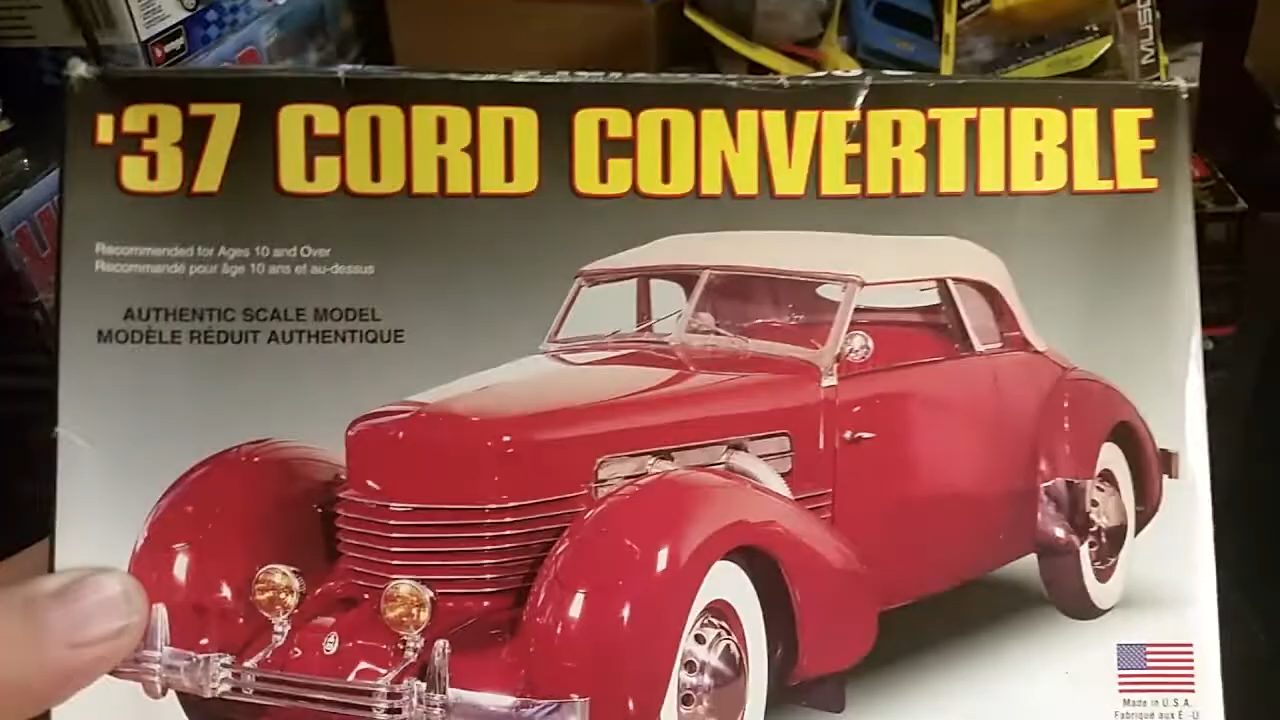 '37 CORD CONVERTIBLE
Recommended for Ages 10 and Over
Recommandé pour âge 10 ans et au-dessus
AUTHENTIC SCALE MODEL
MODÈLE RÉDUIT AUTHENTIQUE
Made in U.S.A.
Fabriqué aux É.-U
MUSC